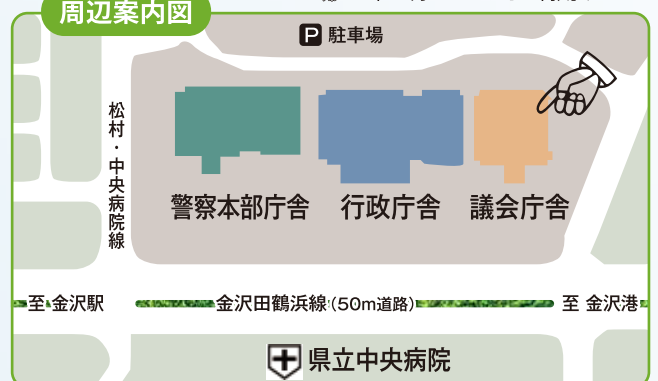 周辺案内図
P 駐車場
松村・中央病院線
警察本部庁舎
行政庁舎
議会庁舎
至 金沢駅
金沢田鶴浜線(50m道路)
至 金沢港
県立中央病院